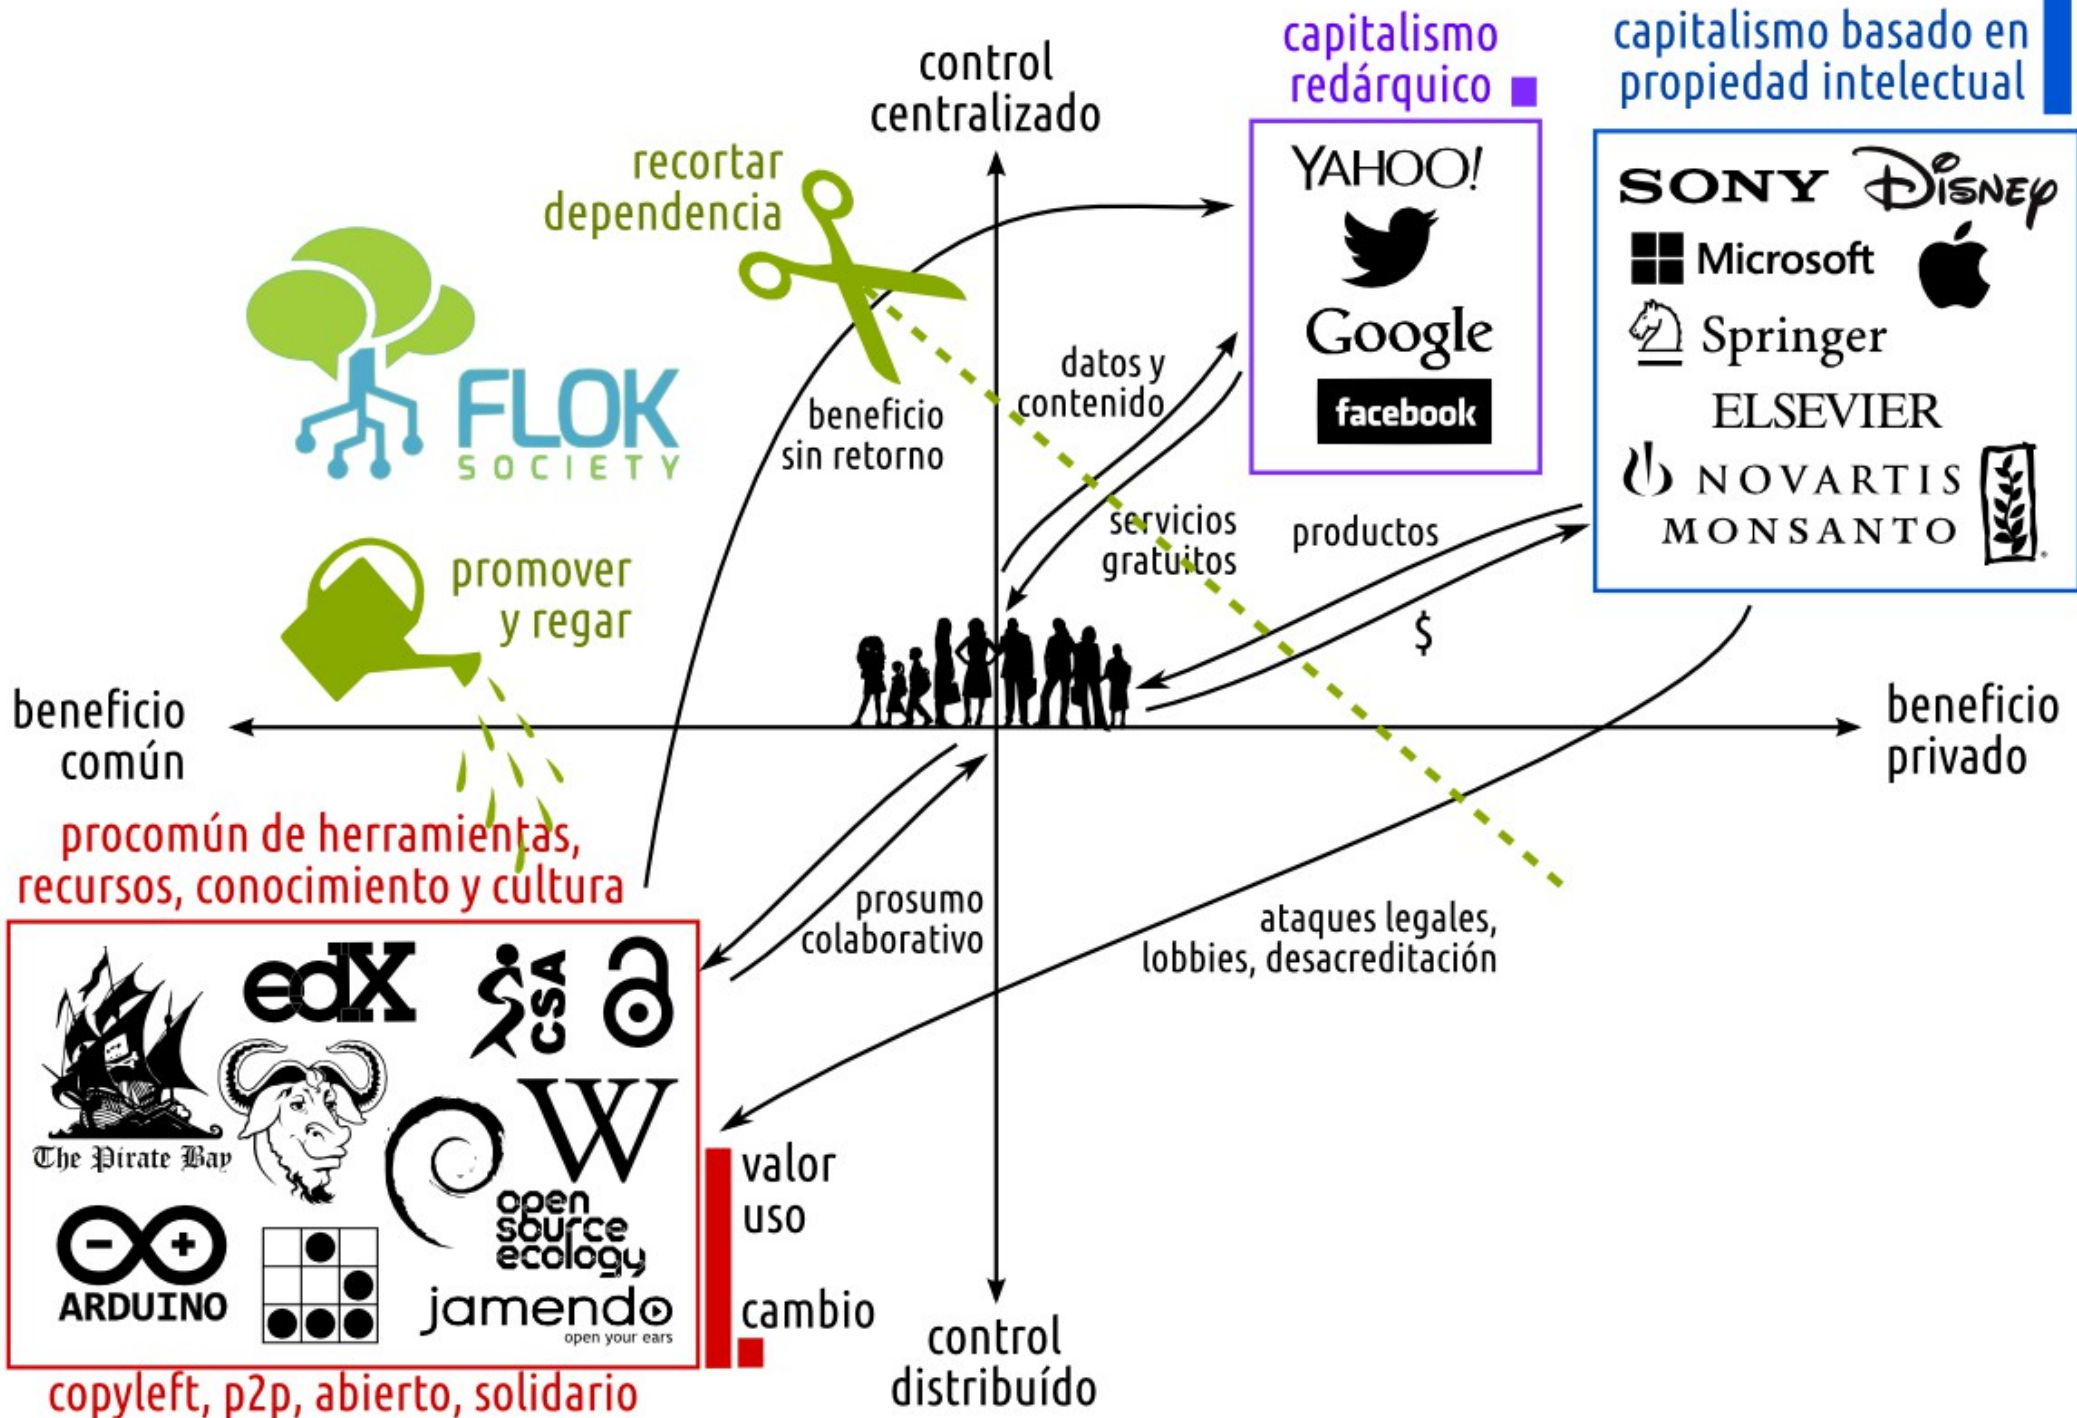 capitalismo
redárquico
capitalismo basado en
propiedad intelectual
control
centralizado
recortar
dependencia
YAHOO!
Google
facebook
SONY
DISNEY
Microsoft
Springer
ELSEVIER
NOVARTIS
MONSANTO
FLOK
SOCIETY
beneficio
sin retorno
datos y
contenido
servicios
gratuitos
productos
$
promover
y regar
beneficio
común
beneficio
privado
procomún de herramientas,
recursos, conocimiento y cultura
prosumo
colaborativo
ataques legales,
lobbies, desacreditación
edX
CSA
The Pirate Bay
W
open
source
ecology
- +
ARDUINO
jamendo
open your ears
valor
uso
cambio
control
distribuído
copyleft, p2p, abierto, solidario